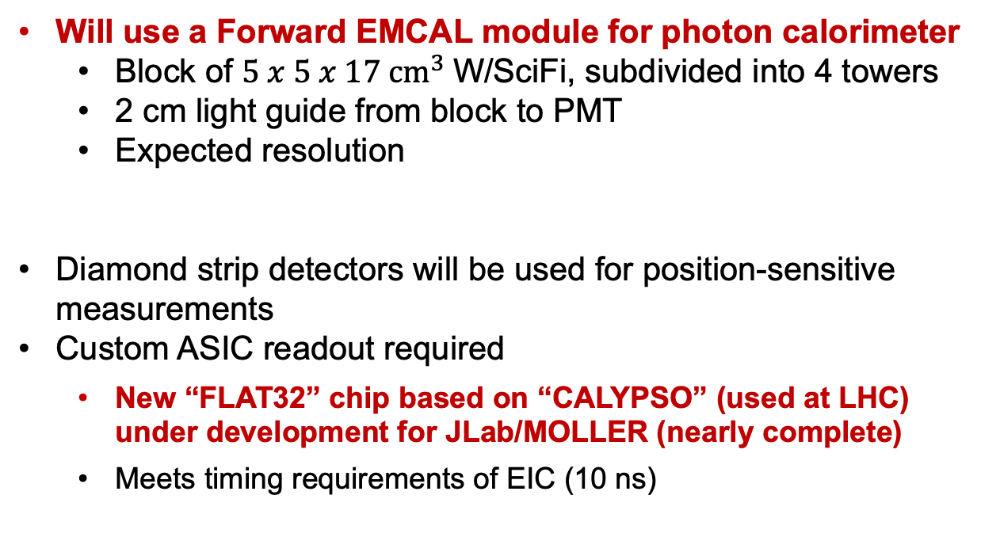 • Will use a Forward EMCAL module for photon calorimeter
• Block of 5 x 5 x 17 cm³ W/SciFi, subdivided into 4 towers
• 2 cm light guide from block to PMT
• Expected resolution
• Diamond strip detectors will be used for position-sensitive
measurements
• Custom ASIC readout required
• New “FLAT32” chip based on “CALYPSO” (used at LHC)
under development for JLab/MOLLER (nearly complete)
• Meets timing requirements of EIC (10 ns)